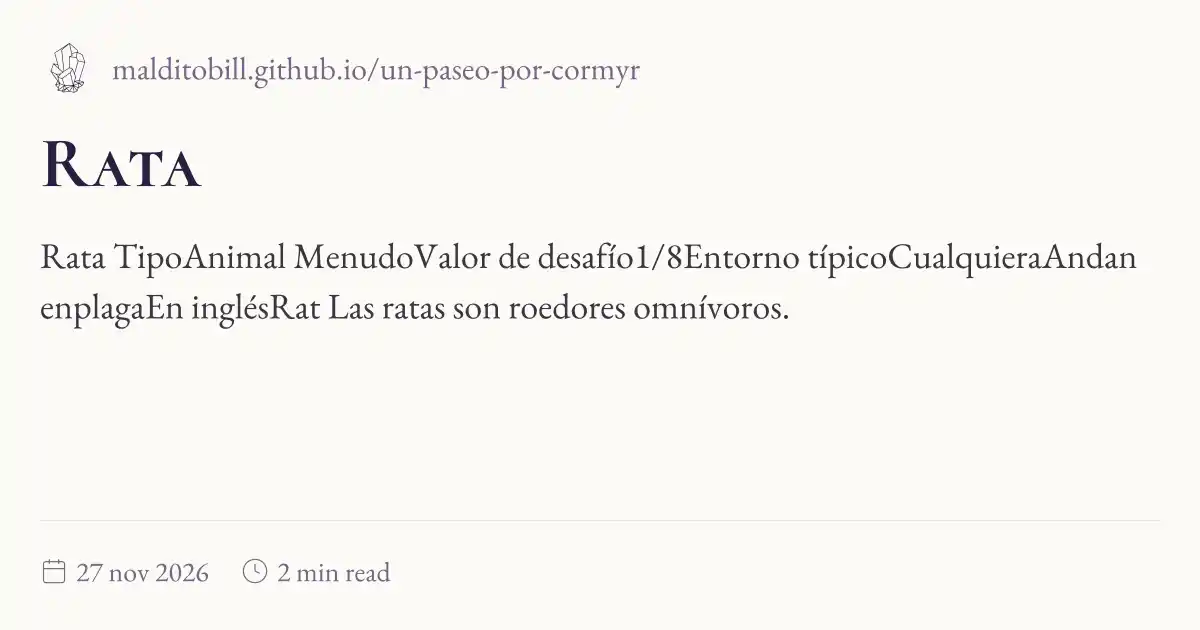 malditobill.github.io/un-paseo-por-cormyr
Rata
Rata TipoAnimal MenudoValor de desafío1/8Entorno típicoCualquieraAndan
enplagaEn inglésRat Las ratas son roedores omnívoros.
27 nov 2026
2 min read